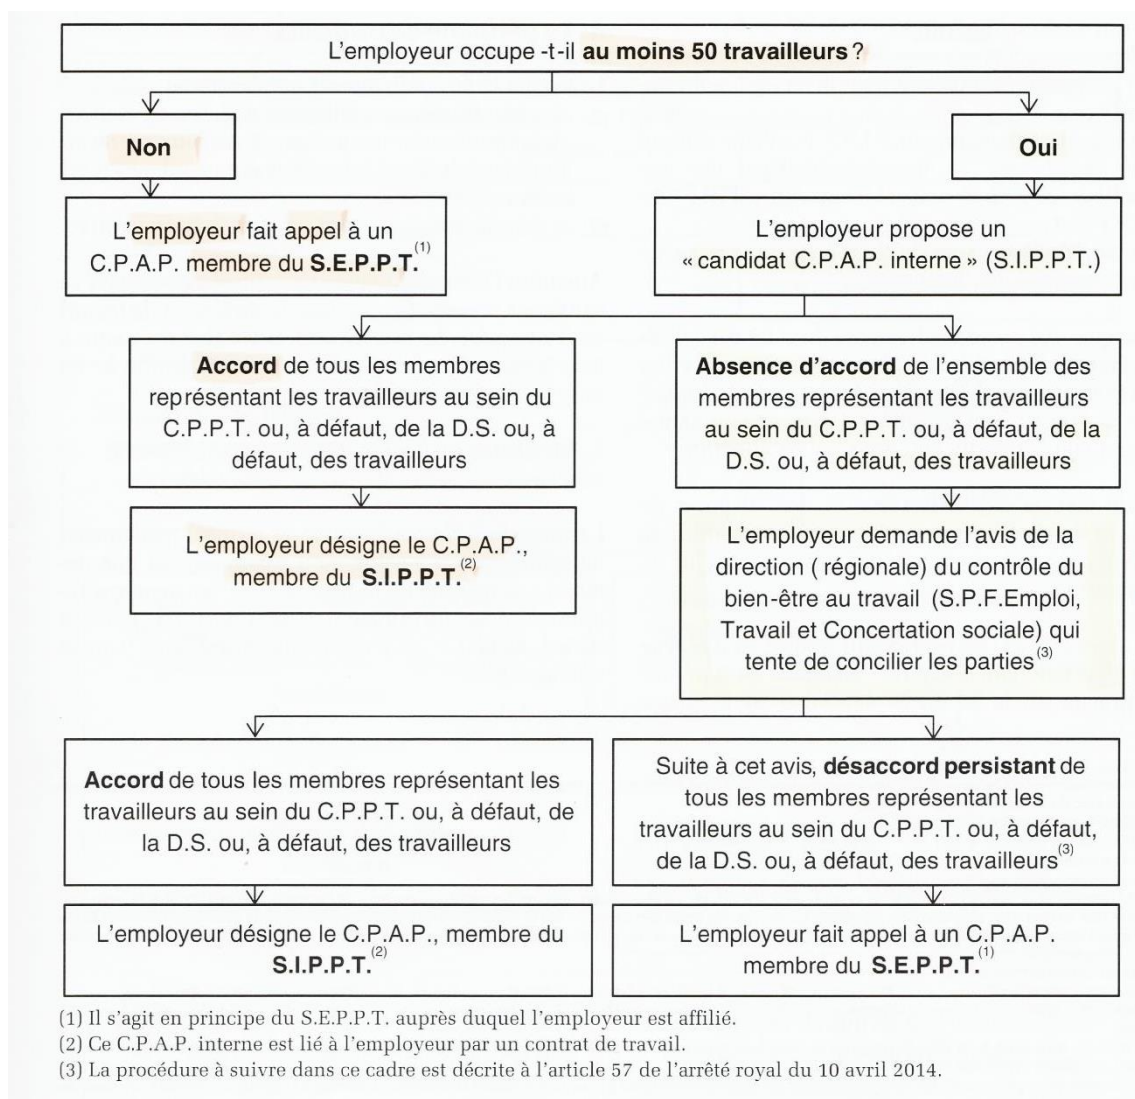 L'employeur occupe -t-il au moins 50 travailleurs ?
Non
Oui
L'employeur fait appel à un
C.P.A.P. membre du S.E.P.P.T.(1)
L'employeur propose un
« candidat C.P.A.P. interne » (S.I.P.P.T.)
Accord de tous les membres
représentant les travailleurs au sein du
C.P.P.T. ou, à défaut, de la D.S. ou, à
défaut, des travailleurs
Absence d'accord de l'ensemble des
membres représentant les travailleurs
au sein du C.P.P.T. ou, à défaut, de la
D.S. ou, à défaut, des travailleurs
L'employeur désigne le C.P.A.P.,
membre du S.I.P.P.T.(2)
L'employeur demande l'avis de la
direction ( régionale) du contrôle du
bien-être au travail (S.P.F.Emploi,
Travail et Concertation sociale) qui
tente de concilier les parties(3)
Accord de tous les membres représentant les
travailleurs au sein du C.P.P.T. ou, à défaut, de
la D.S. ou, à défaut, des travailleurs
Suite à cet avis, désaccord persistant de
tous les membres représentant les
travailleurs au sein du C.P.P.T. ou, à défaut,
de la D.S. ou, à défaut, des travailleurs(3)
L'employeur désigne le C.P.A.P., membre du
S.I.P.P.T.(2)
L'employeur fait appel à un C.P.A.P.
membre du S.E.P.P.T.(1)
(1) Il s'agit en principe du S.E.P.P.T. auprès duquel l'employeur est affilié.
(2) Ce C.P.A.P. interne est lié à l'employeur par un contrat de travail.
(3) La procédure à suivre dans ce cadre est décrite à l'article 57 de l'arrêté royal du 10 avril 2014.